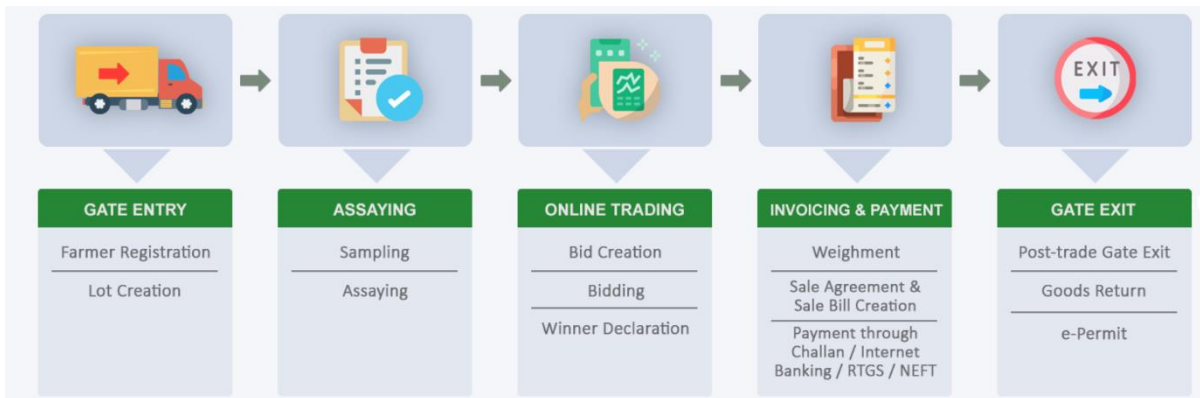 EXIT
GATE ENTRY
Farmer Registration
Lot Creation
ASSAYING
Sampling
Assaying
ONLINE TRADING
Bid Creation
Bidding
Winner Declaration
INVOICING & PAYMENT
Weighment
Sale Agreement &
Sale Bill Creation
Payment through
Challan / Internet
Banking / RTGS / NEFT
GATE EXIT
Post-trade Gate Exit
Goods Return
e-Permit